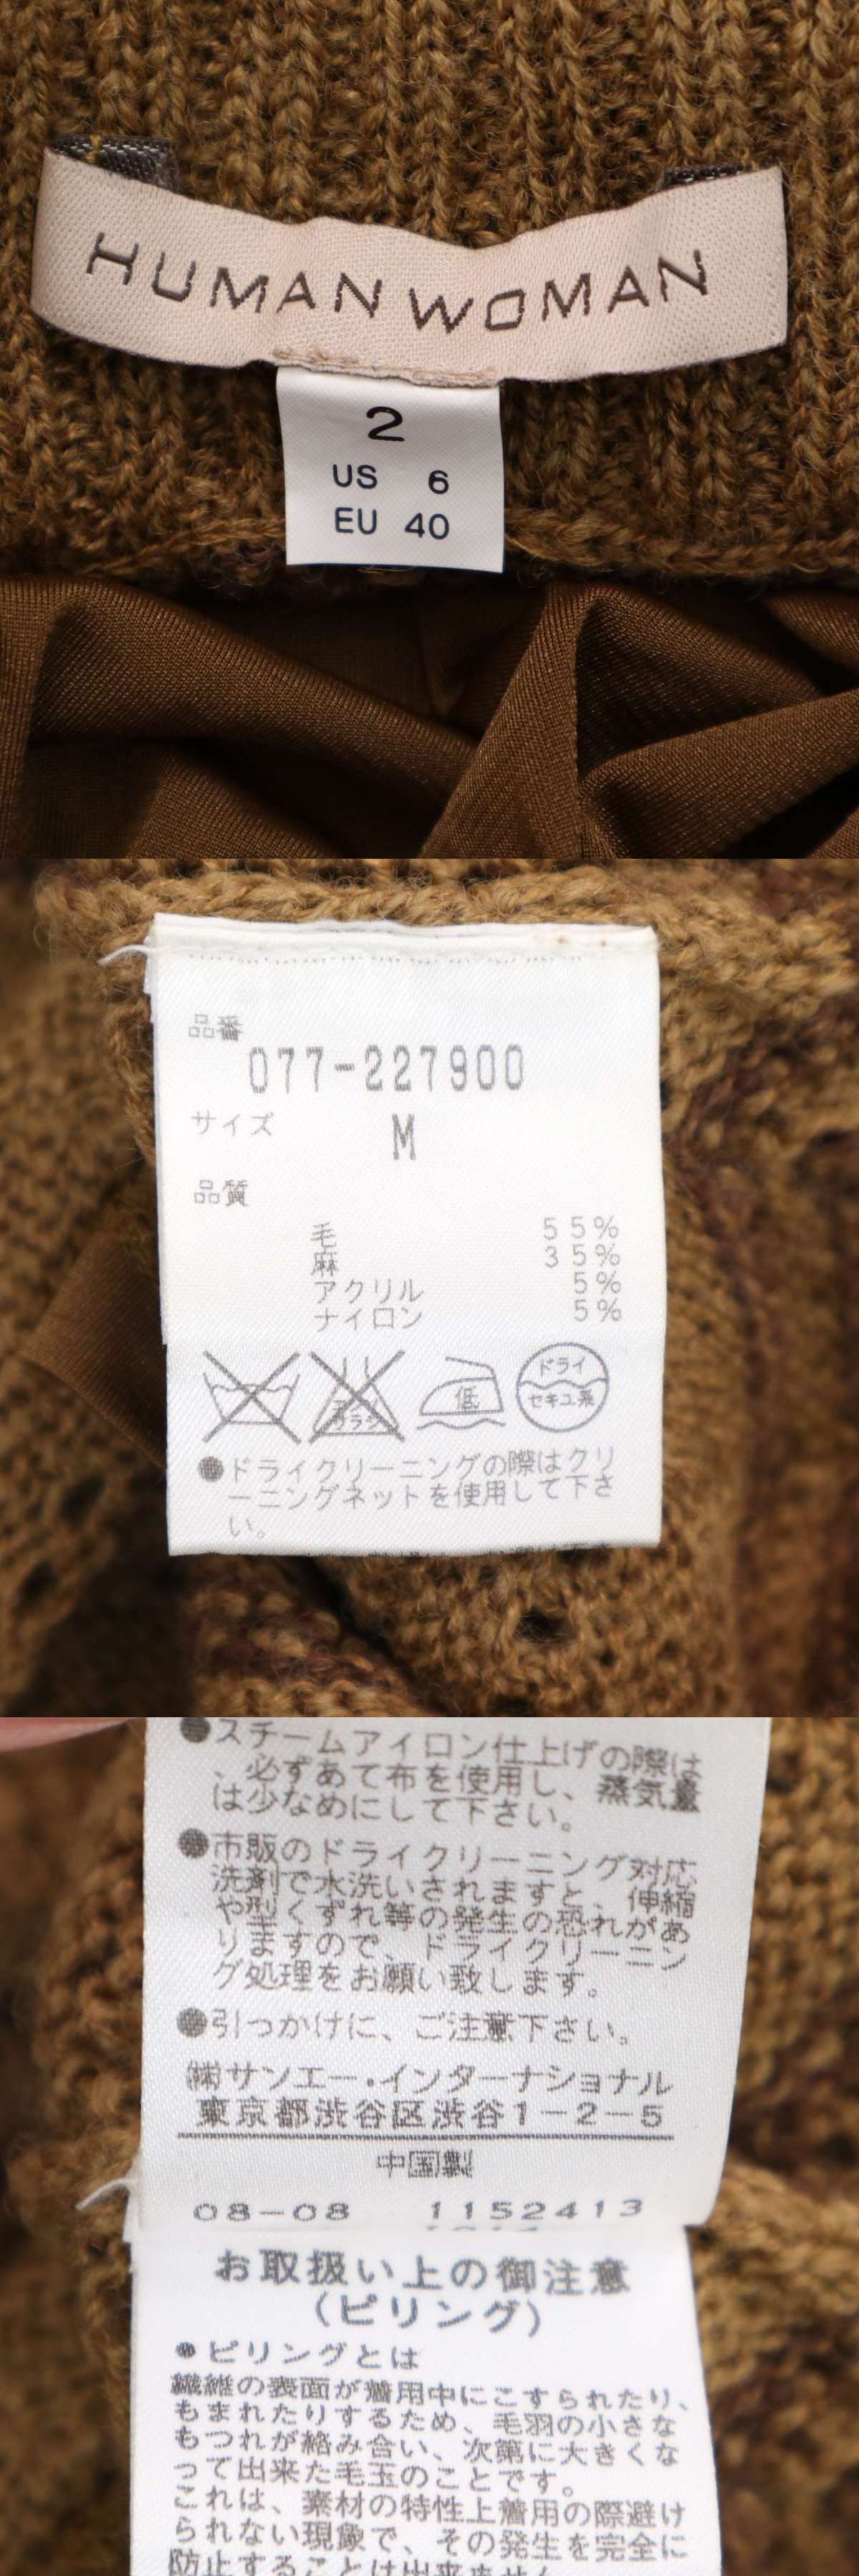 HUMAN WOMAN
2
US 6
EU 40
品番
077-227900
サイズ M
品質
毛 55%
麻 35%
アクリル 5%
ナイロン 5%
低
ドライ
セキユ系
●ドライクリーニングの際はクリ
ーニングネットを使用して下さ
い。
●スチームアイロン仕上げの際は
、必ずあて布を使用し、蒸気量
は少なめにして下さい。
●市販のドライクリーニング対応
洗剤で水洗いされますと、伸縮
や型くずれ等の発生の恐れがあ
りますので、ドライクリーニン
グ処理をお願い致します。
●引っかけに、ご注意下さい。
㈱サンエー・インターナショナル
東京都渋谷区渋谷1-2-5
中国製
08-08 1152413
お取扱い上の御注意
(ピリング)
●ピリングとは
繊維の表面が着用中にこすられたり、
もまれたりするため、毛羽の小さな
もつれが絡み合い、次第に大きくな
って出来た毛玉のことです。
これは、素材の特性上着用の際避け
られない現象で、その発生を完全に
防止することは出来ません